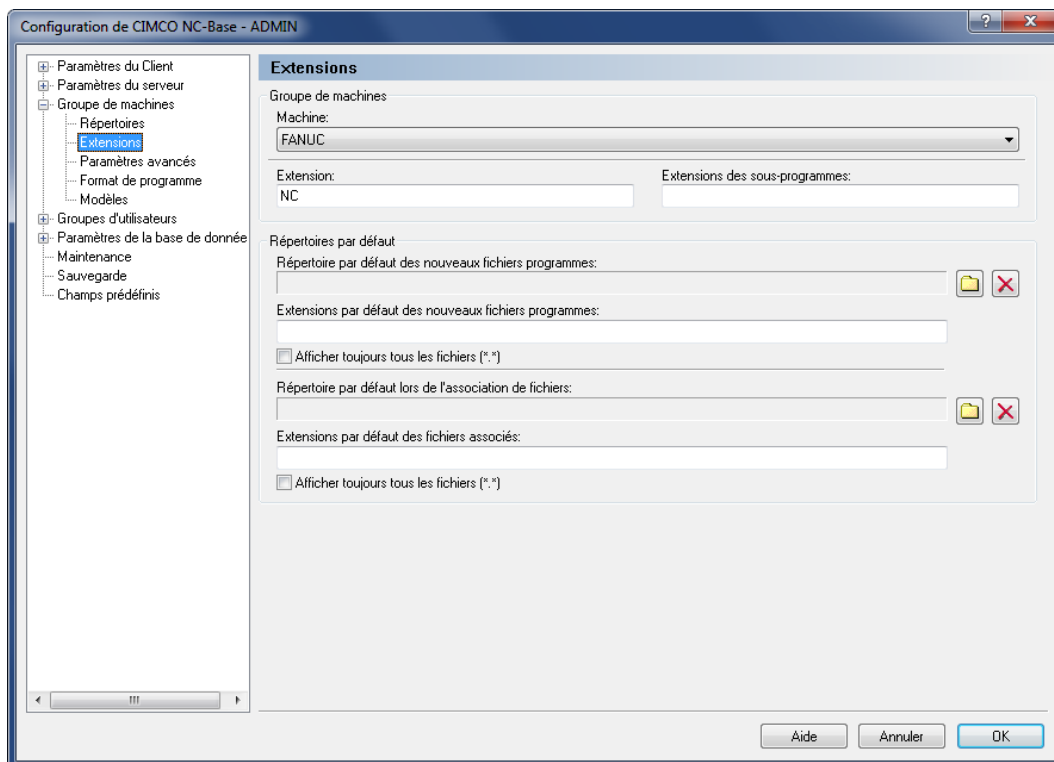 Configuration de CIMCO NC-Base - ADMIN
Paramètres du Client
Paramètres du serveur
Groupe de machines
Répertoires
Extensions
Paramètres avancés
Format de programme
Modèles
Groupes d'utilisateurs
Paramètres de la base de donnée
Maintenance
Sauvegarde
Champs prédéfinis
Extensions
Groupe de machines
Machine:
FANUC
Extension:
Extensions des sous-programmes:
NC
Répertoires par défaut
Répertoire par défaut des nouveaux fichiers programmes:
Extensions par défaut des nouveaux fichiers programmes:
Afficher toujours tous les fichiers (*.*)
Répertoire par défaut lors de l'association de fichiers:
Extensions par défaut des fichiers associés:
Afficher toujours tous les fichiers (*.*)
Aide
Annuler
OK